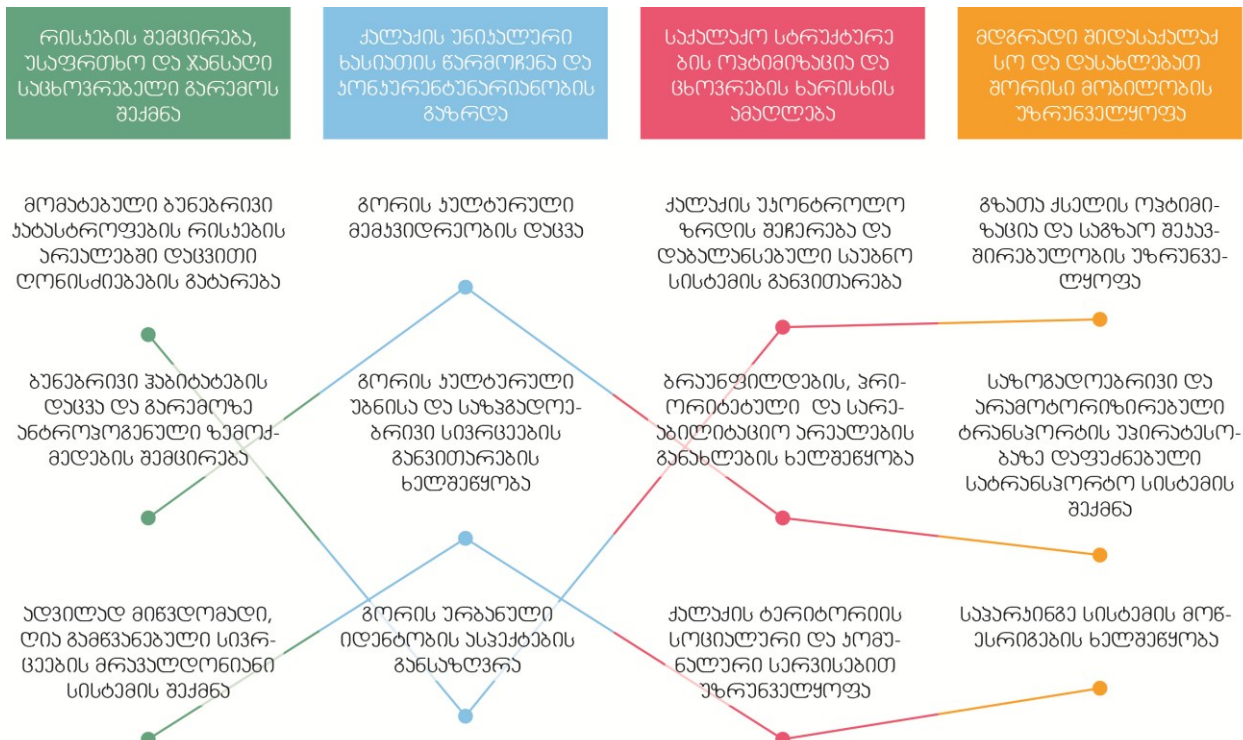 რისკების შემცირება,
უსაფრთხო და ჯანსაღი
საცხოვრებელი გარემოს
შექმნა
ქალაქის უნიკალური
ხასიათის წარმოჩენა და
კონკურენტუნარიანობის
გაზრდა
საქალაქო სტრუქტურე
ბის ოპტიმიზაცია და
ცხოვრების ხარისხის
ამაღლება
მდგრადი შიდასაქალაქ
სო და დასახლებათ
შორისი მობილობის
უზრუნველყოფა
მომატებული ბუნებრივი
კატასტროფების რისკების
არეალებში დაცვითი
ღონისძიებების გატარება
გორის კულტურული
მემკვიდრეობის დაცვა
ქალაქის უკონტროლო
ზრდის შეჩერება და
დაბალანსებული საუბნო
სისტემის განვითარება
გზათა ქსელის ოპტიმი-
ზაცია და საგზაო შეკავ-
შირებულობის უზრუნვე-
ლყოფა
ბუნებრივი ჰაბიტატების
დაცვა და გარემოზე
ანტროპოგენული ზემოქ-
მედების შემცირება
გორის კულტურული
უბნისა და საზჯგადოე-
ბრივი სივრცეების
განვითარების
ხელშეწყობა
ბრაუნფილდების, პრი-
ორიტეტული და სარე-
აბილიტაციო არეალების
განახლების ხელშეწყობა
საზოგადოებრივი და
არამოტორიზირებული
ტრანსპორტის უპირატესო-
ბაზე დაფუძნებული
სატრანსპორტო სისტემის
შექმნა
ადვილად მიწვდომადი,
ღია გამწვანებული სივრ-
ცეების მრავალდონიანი
სისტემის შექმნა
გორის ურბანული
იდენტობის ასპექტების
განსაზღვრა
ქალაქის ტერიტორიის
სოციალური და კომუ-
ნალური სერვისებით
უზრუნველყოფა
საპარკინგე სისტემის მოწ-
ესრიგების ხელშეწყობა